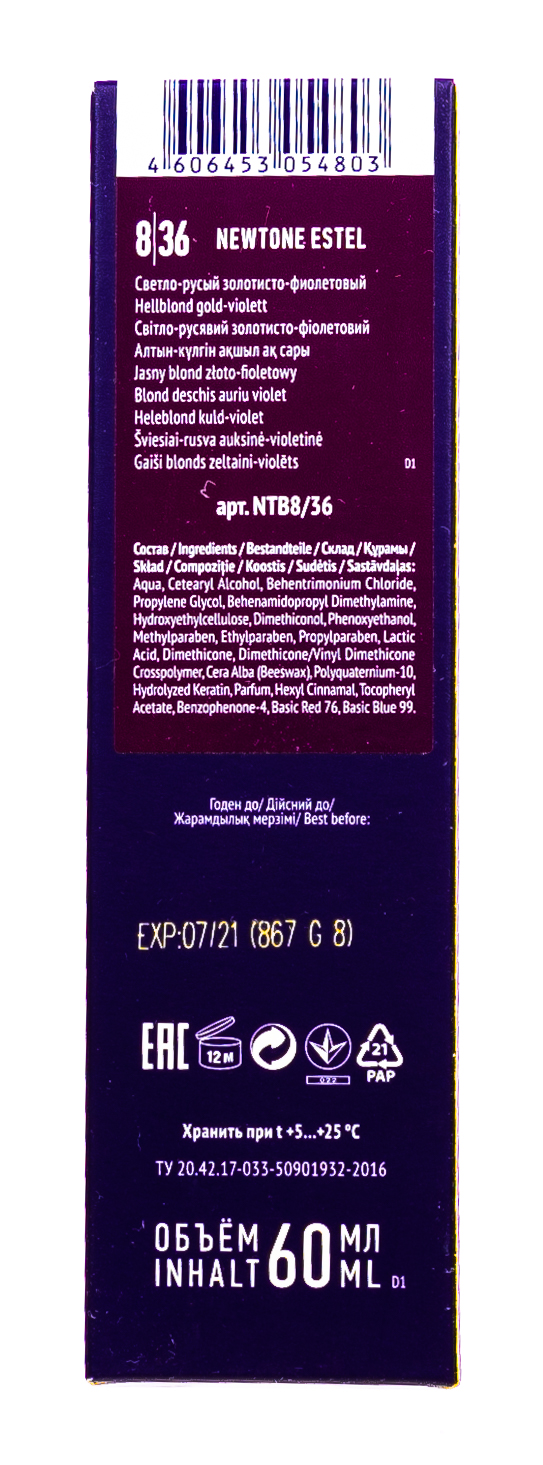 4 606453 054803
8|36 NEWTONE ESTEL
Светло-русый золотисто-фиолетовый
Hellblond gold-violett
Світло-русявий золотисто-фіолетовий
Алтын-күлгін ақшыл ақ сары
Jasny blond złoto-fioletowy
Blond deschis auriu violet
Heleblond kuld-violet
Šviesiai-rusva auksinė-violetinė
Gaiši blonds zeltaini-violēts D1
арт. NTB8/36
Состав / Ingredients / Bestandteile / Склад / Құрамы /
Skład / Compoziție / Koostis / Sudėtis / Sastāvdaļas:
Aqua, Cetearyl Alcohol, Behentrimonium Chloride,
Propylene Glycol, Behenamidopropyl Dimethylamine,
Hydroxyethylcellulose, Dimethiconol, Phenoxyethanol,
Methylparaben, Ethylparaben, Propylparaben, Lactic
Acid, Dimethicone, Dimethicone/Vinyl Dimethicone
Crosspolymer, Cera Alba (Beeswax), Polyquaternium-10,
Hydrolyzed Keratin, Parfum, Hexyl Cinnamal, Tocopheryl
Acetate, Benzophenone-4, Basic Red 76, Basic Blue 99.
Годен до/ Дійсний до/
Жарамдылық мерзімі/ Best before:
EXP:07/21 (867 G 8)
EAC 12 м 022 21 PAP
Хранить при t +5...+25 °C
ТУ 20.42.17-033-50901932-2016
ОБЪЁМ 60 МЛ
INHALT ML D1